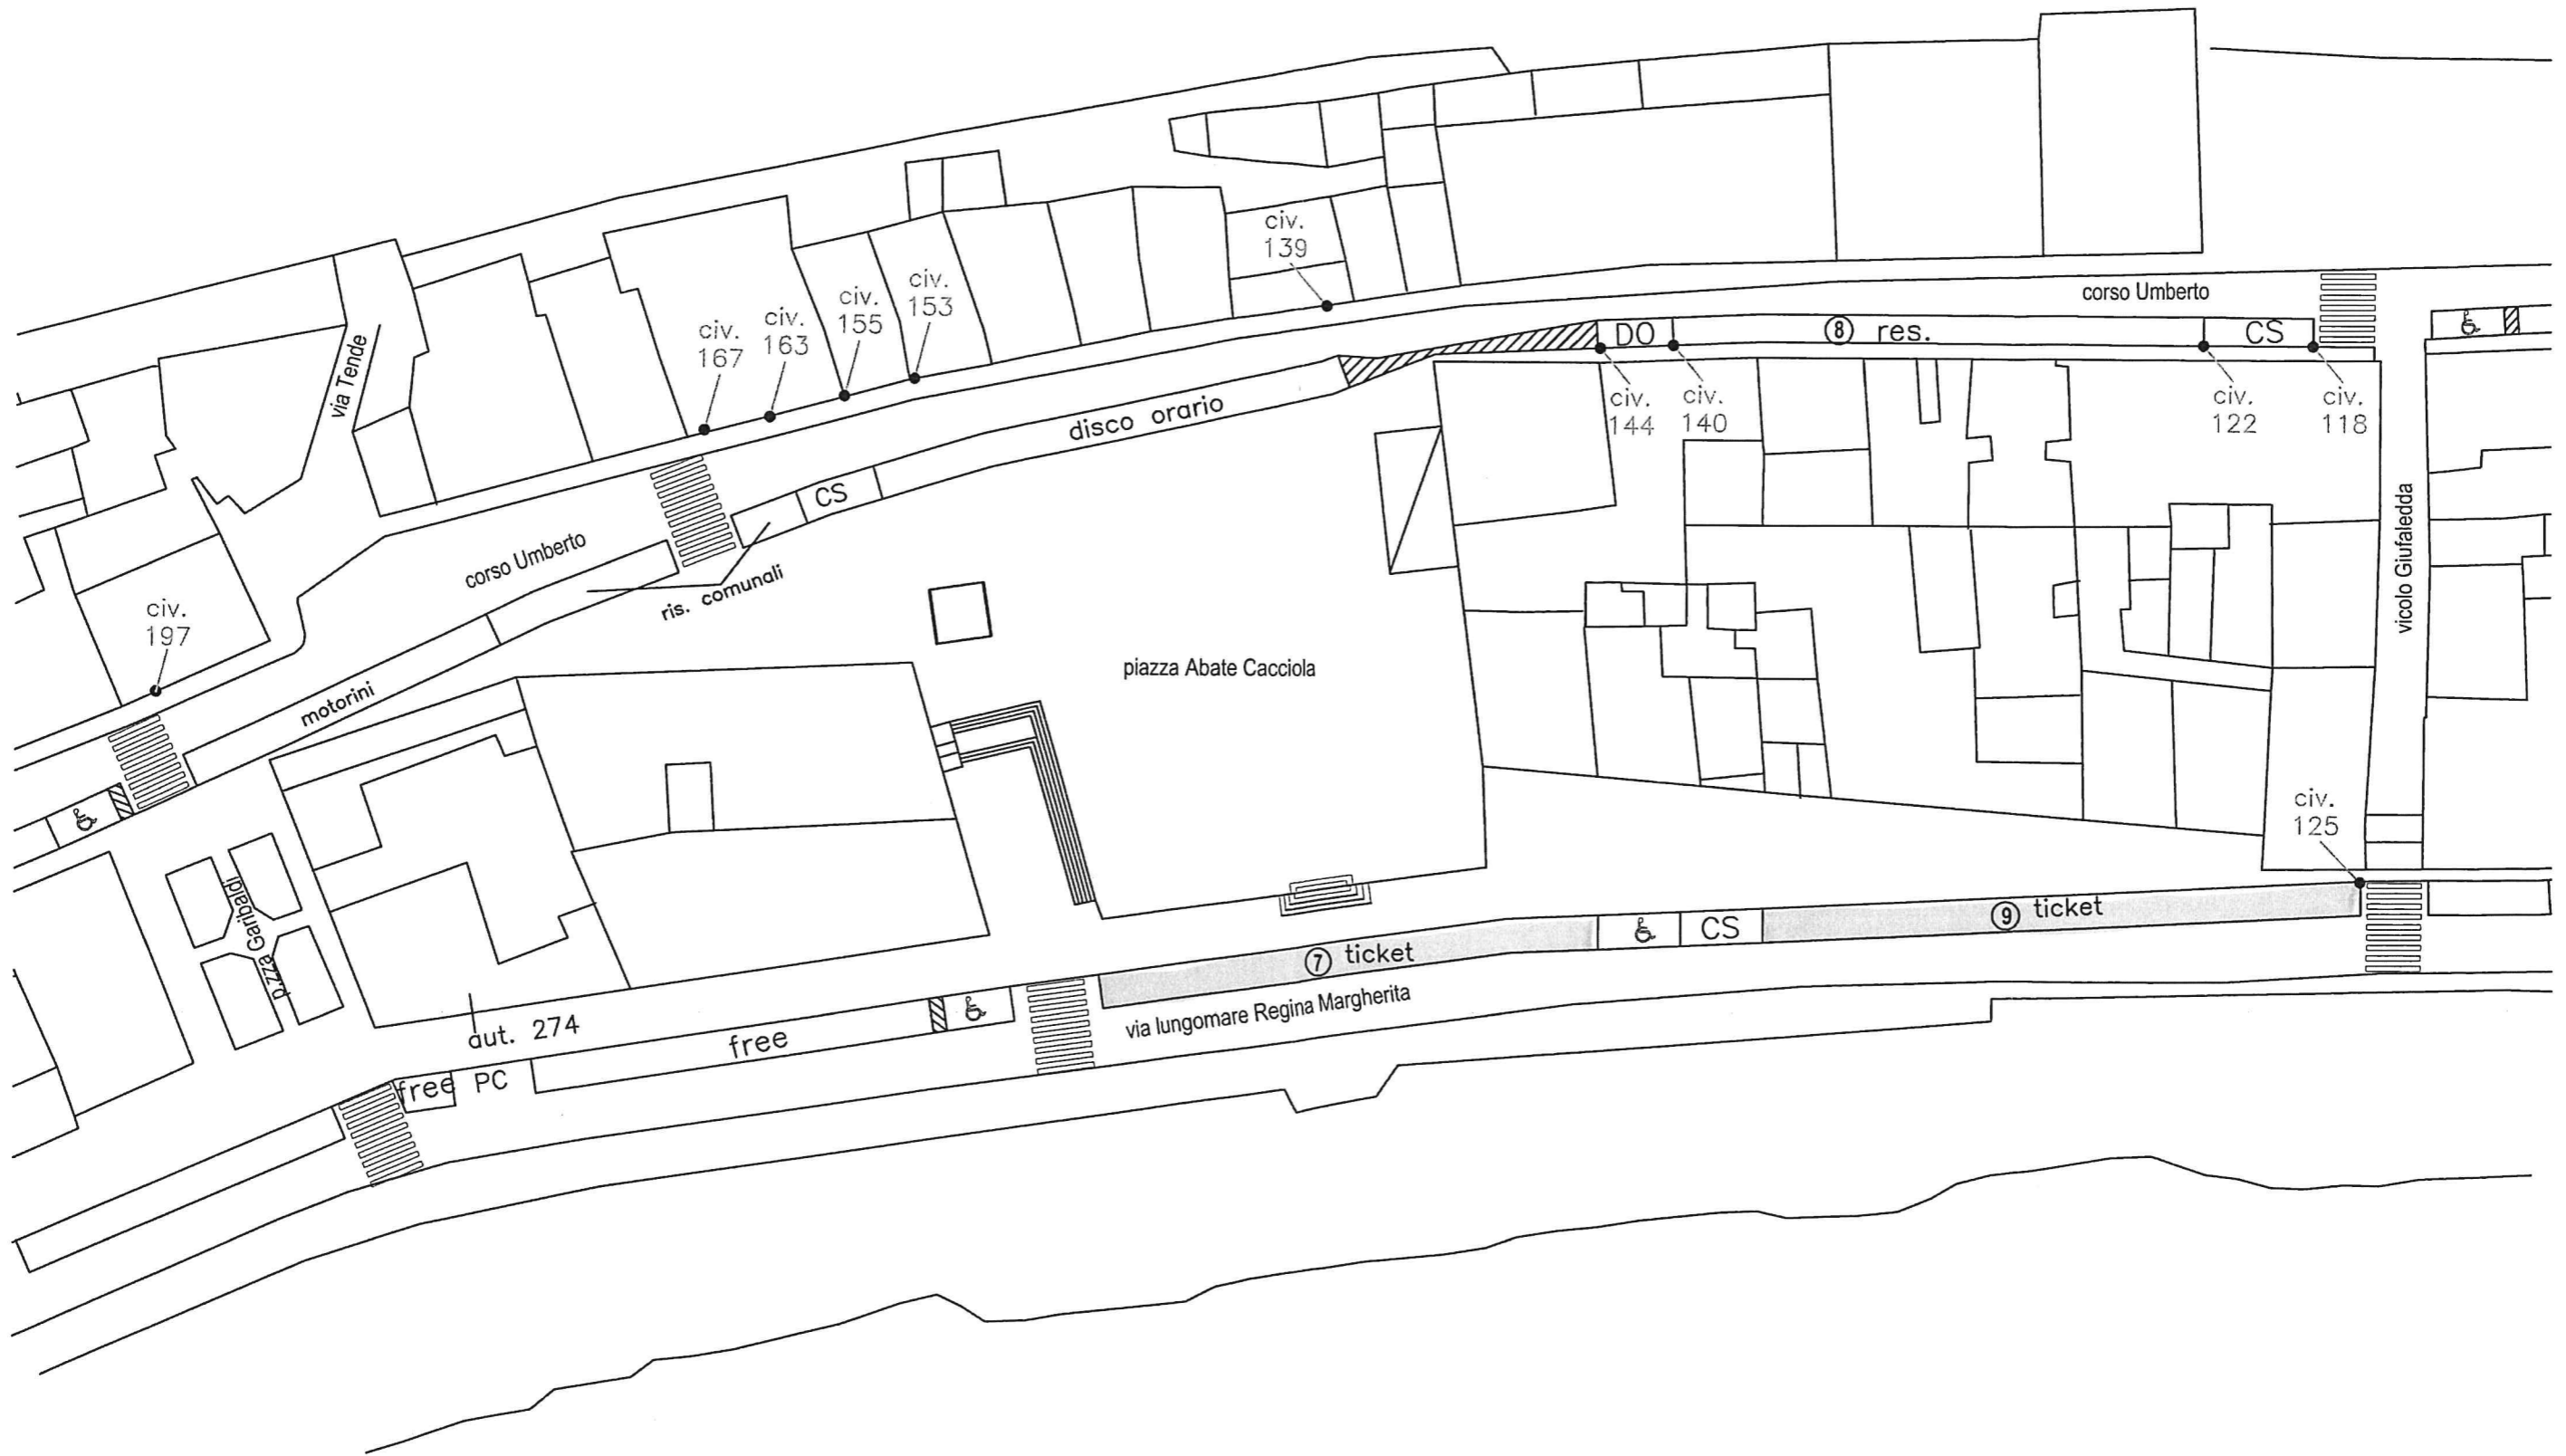 civ.
139
civ.
153
civ.
155
civ.
163
civ.
167
corso Umberto
⑧ res.
DO
CS
civ.
144
civ.
140
civ.
122
civ.
118
via Tende
disco orario
CS
corso Umberto
ris. comunali
vicolo Giufaledda
civ.
197
motorini
piazza Abate Cacciola
civ.
125
p.zza Garibaldi
⑨ ticket
CS
⑦ ticket
via lungomare Regina Margherita
aut. 274
free
free PC